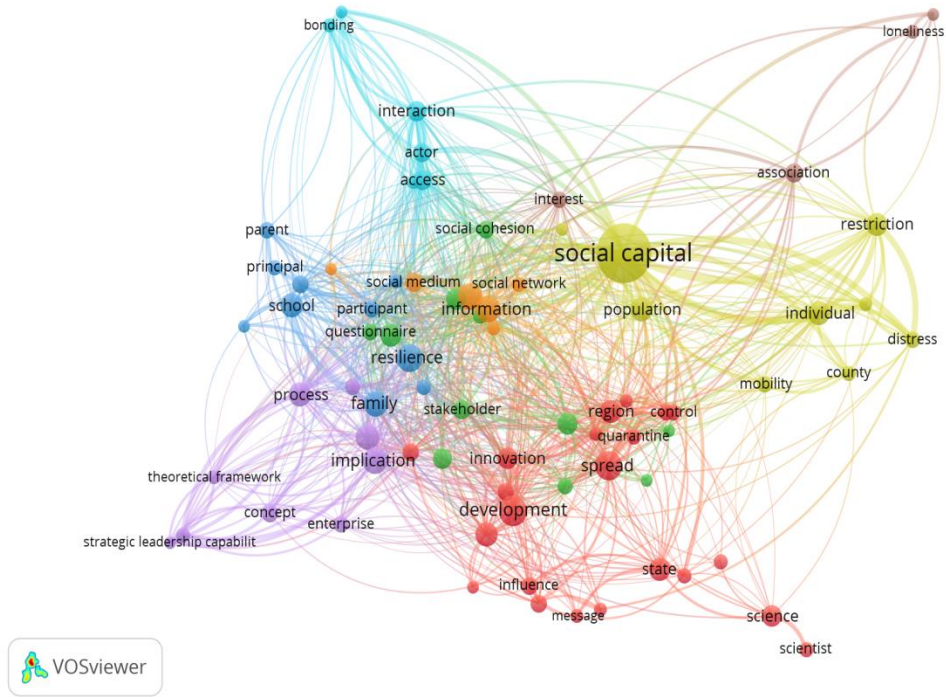 bonding
loneliness
interaction
actor
access
association
interest
restriction
parent
social cohesion
social capital
principal
social medium
social network
school
participant
information
population
individual
questionnaire
distress
resilience
county
mobility
process
family
stakeholder
region
control
quarantine
implication
innovation
spread
theoretical framework
concept
development
enterprise
strategic leadership capabilit
state
influence
message
science
scientist
VOSviewer